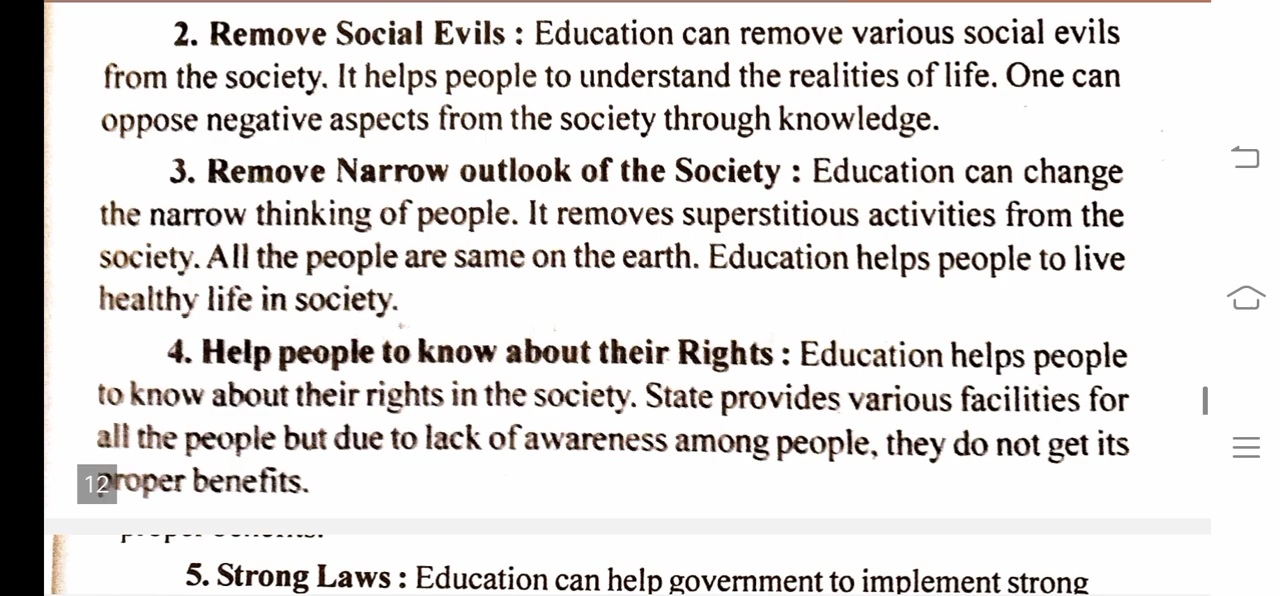 2. Remove Social Evils : Education can remove various social evils
from the society. It helps people to understand the realities of life. One can
oppose negative aspects from the society through knowledge.
3. Remove Narrow outlook of the Society : Education can change
the narrow thinking of people. It removes superstitious activities from the
society. All the people are same on the earth. Education helps people to live
healthy life in society.
4. Help people to know about their Rights : Education helps people
to know about their rights in the society. State provides various facilities for
all the people but due to lack of awareness among people, they do not get its
12 proper benefits.
5. Strong Laws : Education can help government to implement strong